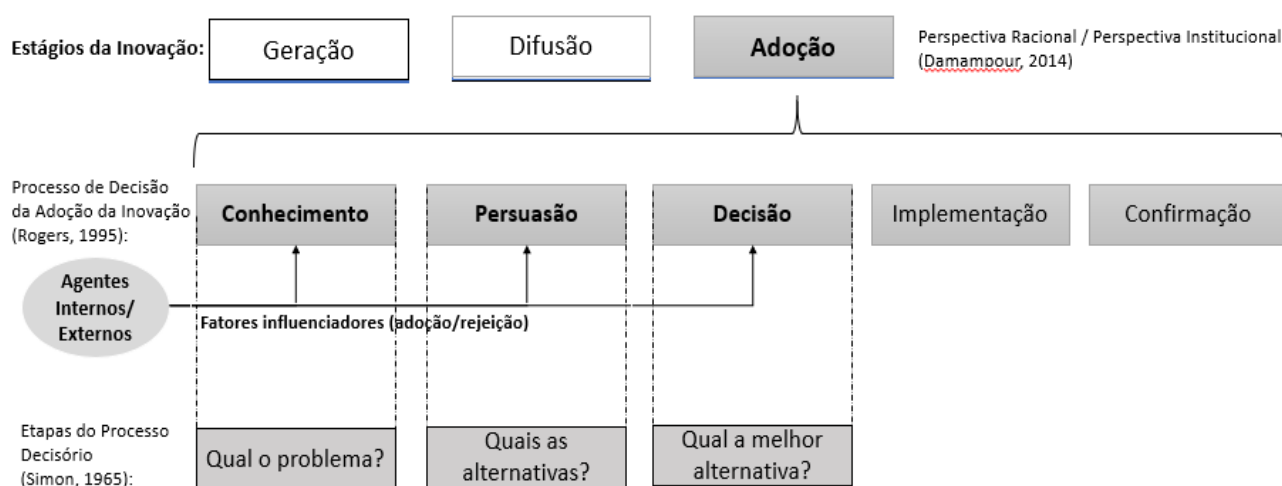 Estágios da Inovação:
Geração
Difusão
Adoção
Perspectiva Racional / Perspectiva Institucional
(Damampour, 2014)
Processo de Decisão
da Adoção da Inovação
(Rogers, 1995):
Conhecimento
Persuasão
Decisão
Implementação
Confirmação
Agentes
Internos/
Externos
Fatores influenciadores (adoção/rejeição)
Etapas do Processo
Decisório
(Simon, 1965):
Qual o problema?
Quais as
alternativas?
Qual a melhor
alternativa?